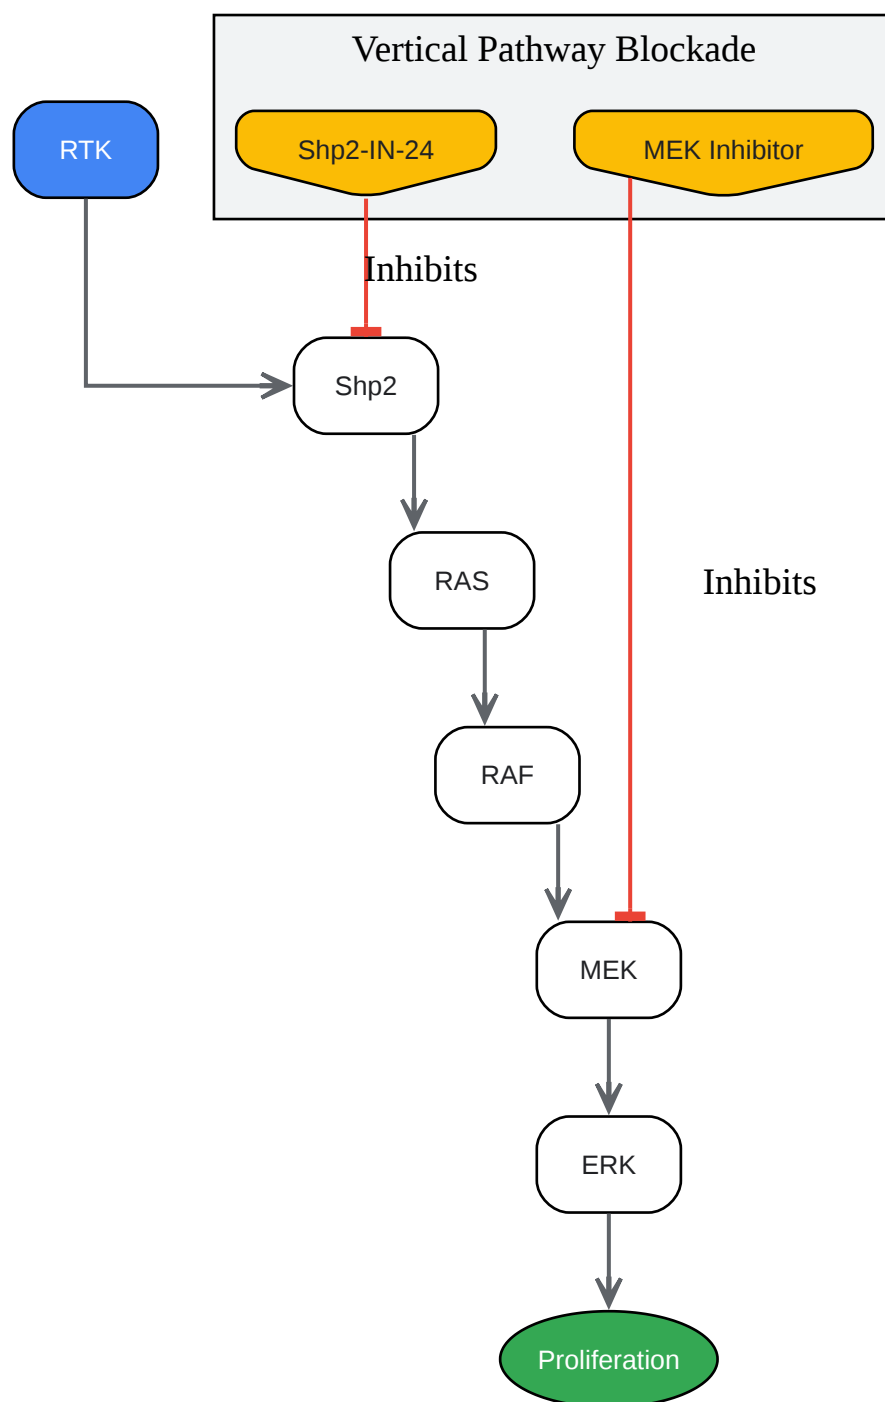 Vertical Pathway Blockade
RTK
Shp2-IN-24
MEK Inhibitor
Inhibits
Shp2
RAS
Inhibits
RAF
MEK
ERK
Proliferation